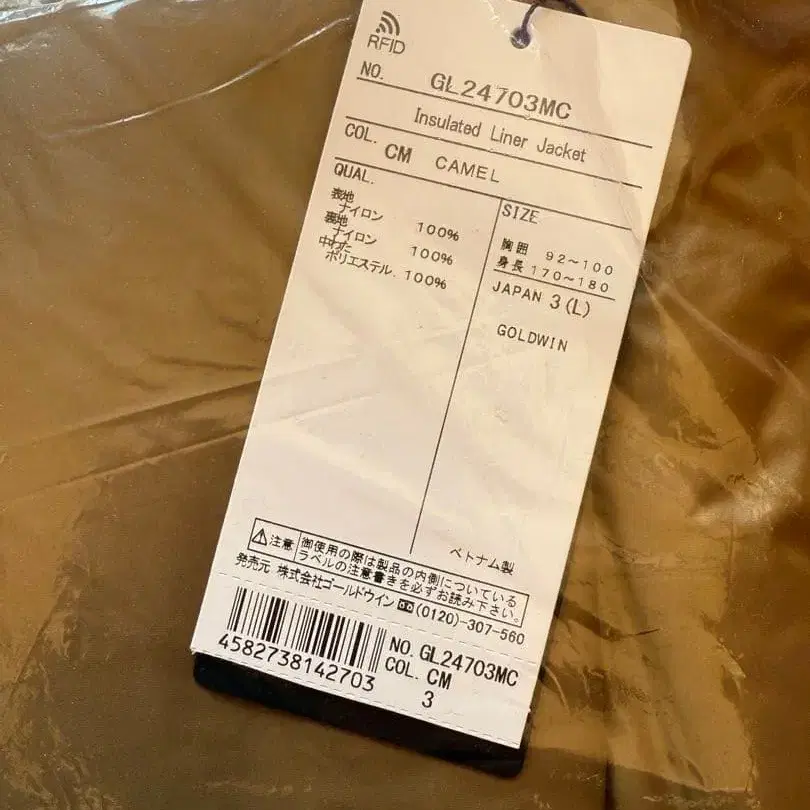 RFID
NO. GL24703MC
Insulated Liner Jacket
COL. CM CAMEL
QUAL.
表地
ナイロン 100%
裏地
ナイロン 100%
中わた
ポリエステル 100%
SIZE
胸囲 92~100
身長 170~180
JAPAN 3(L)
GOLDWIN
ベトナム製
注意 御使用の際は製品の内側についている
ラベルの注意書きを必ずお読み下さい。
発売元 株式会社ゴールドウイン (0120)-307-560
4582738142703
NO. GL24703MC
COL. CM
3